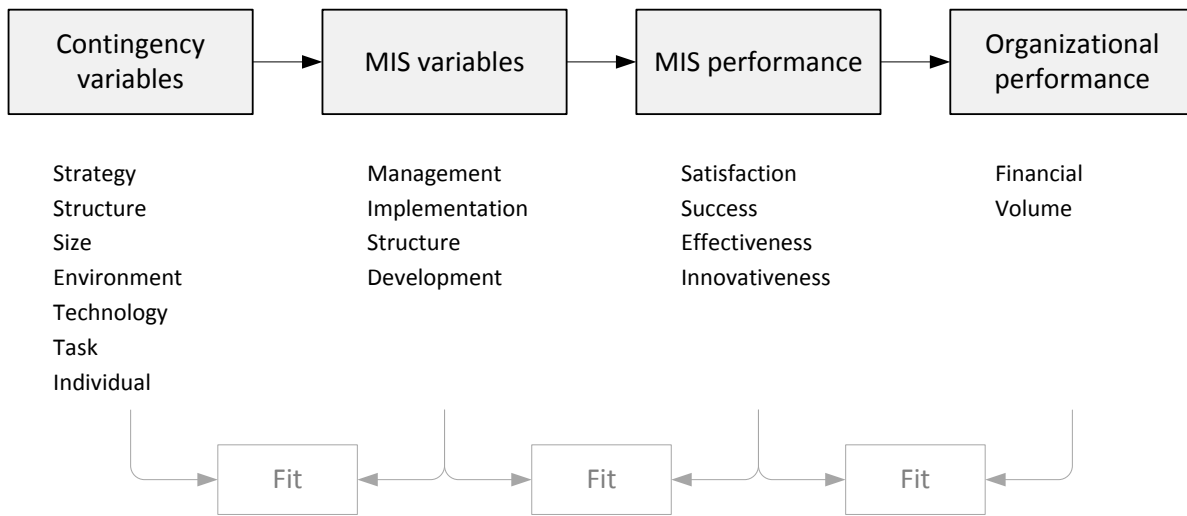 Contingency
variables
MIS variables
MIS performance
Organizational
performance
Strategy
Structure
Size
Environment
Technology
Task
Individual
Management
Implementation
Structure
Development
Satisfaction
Success
Effectiveness
Innovativeness
Financial
Volume
Fit
Fit
Fit